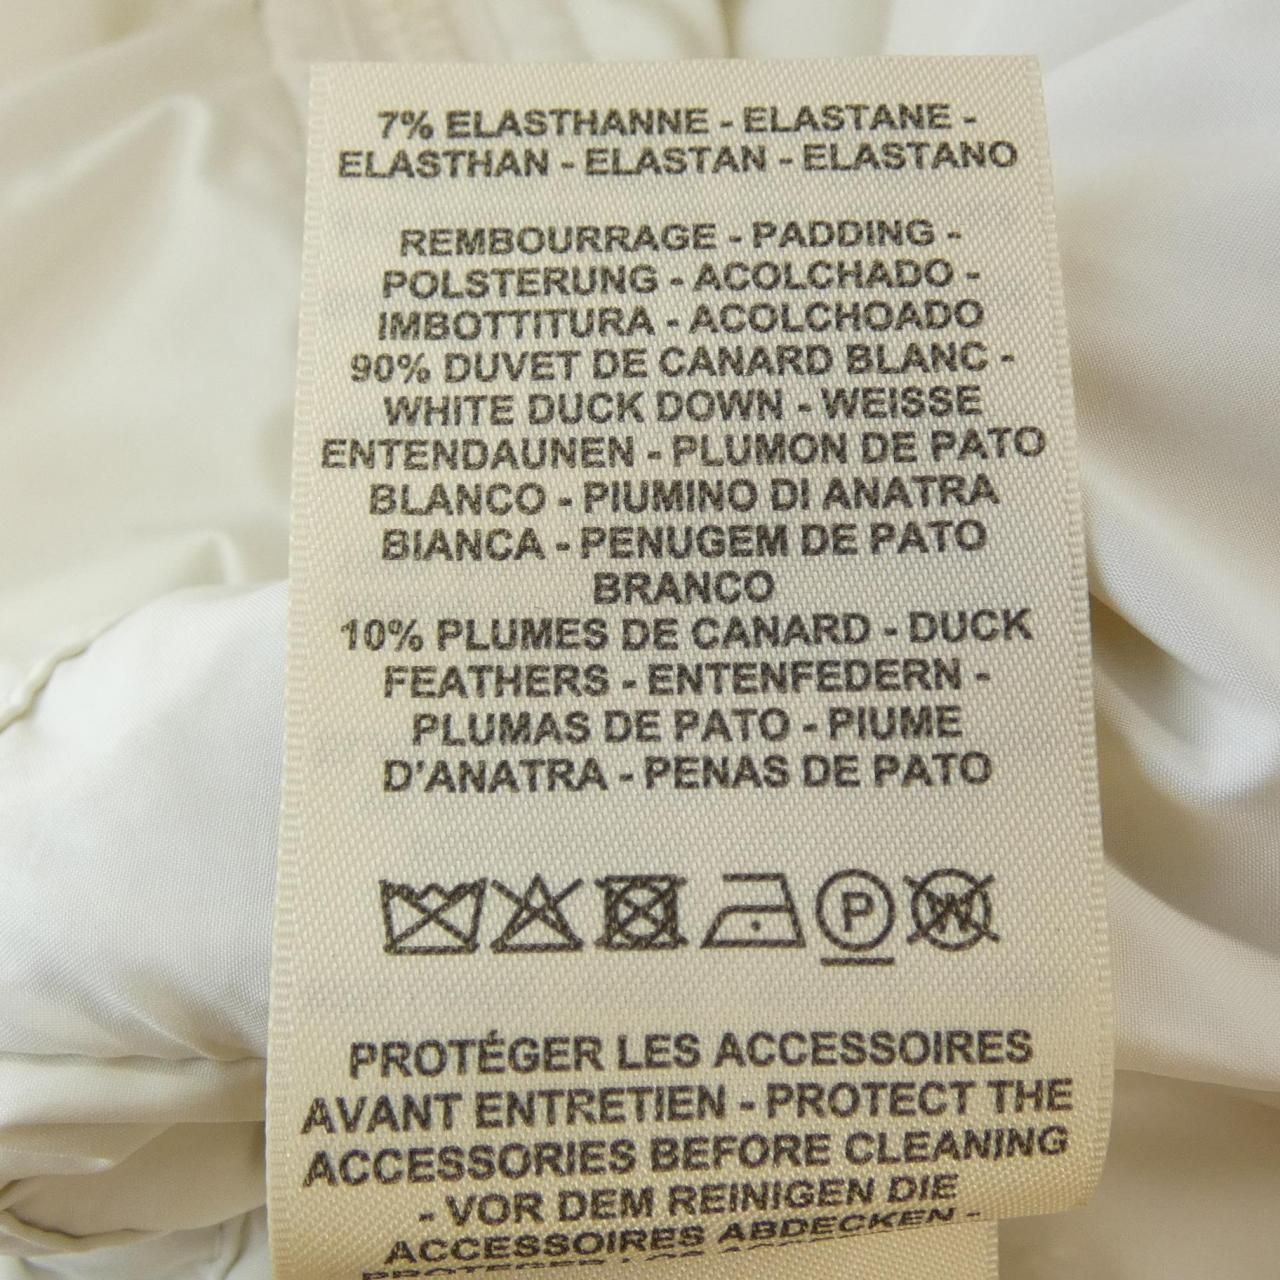 7% ELASTHANNE - ELASTANE -
ELASTHAN - ELASTAN - ELASTANO
REMBOURRAGE - PADDING -
POLSTERUNG - ACOLCHADO -
IMBOTTITURA - ACOLCHOADO
90% DUVET DE CANARD BLANC -
WHITE DUCK DOWN - WEISSE
ENTENDAUNEN - PLUMON DE PATO
BLANCO - PIUMINO DI ANATRA
BIANCA - PENUGEM DE PATO
BRANCO
10% PLUMES DE CANARD - DUCK
FEATHERS - ENTENFEDERN -
PLUMAS DE PATO - PIUME
D'ANATRA - PENAS DE PATO
P W
PROTÉGER LES ACCESSOIRES
AVANT ENTRETIEN - PROTECT THE
ACCESSORIES BEFORE CLEANING
- VOR DEM REINIGEN DIE
ACCESSOIRES ABDECKEN -